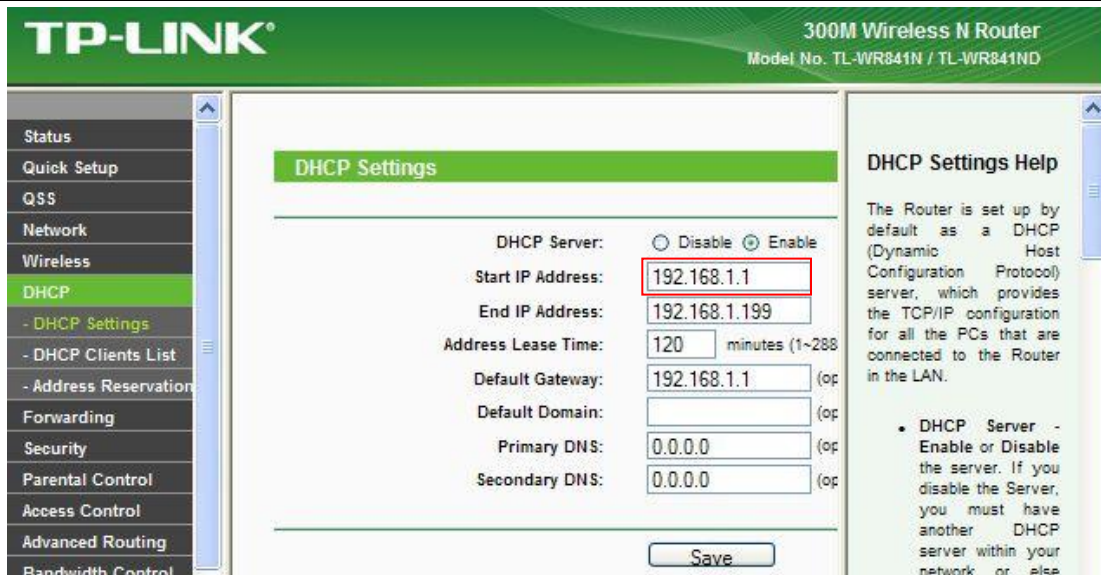 TP-LINK®
300M Wireless N Router
Model No. TL-WR841N / TL-WR841ND
Status
Quick Setup
QSS
Network
Wireless
DHCP
- DHCP Settings
- DHCP Clients List
- Address Reservation
Forwarding
Security
Parental Control
Access Control
Advanced Routing
Bandwidth Control
DHCP Settings
DHCP Server: Disable Enable
Start IP Address: 192.168.1.1
End IP Address: 192.168.1.199
Address Lease Time: 120 minutes (1~288
Default Gateway: 192.168.1.1 (op
Default Domain: (op
Primary DNS: 0.0.0.0 (op
Secondary DNS: 0.0.0.0 (op
Save
DHCP Settings Help
The Router is set up by
default as a DHCP
(Dynamic Host
Configuration Protocol)
server, which provides
the TCP/IP configuration
for all the PCs that are
connected to the Router
in the LAN.
• DHCP Server -
Enable or Disable
the server. If you
disable the Server,
you must have
another DHCP
server within your
network or else